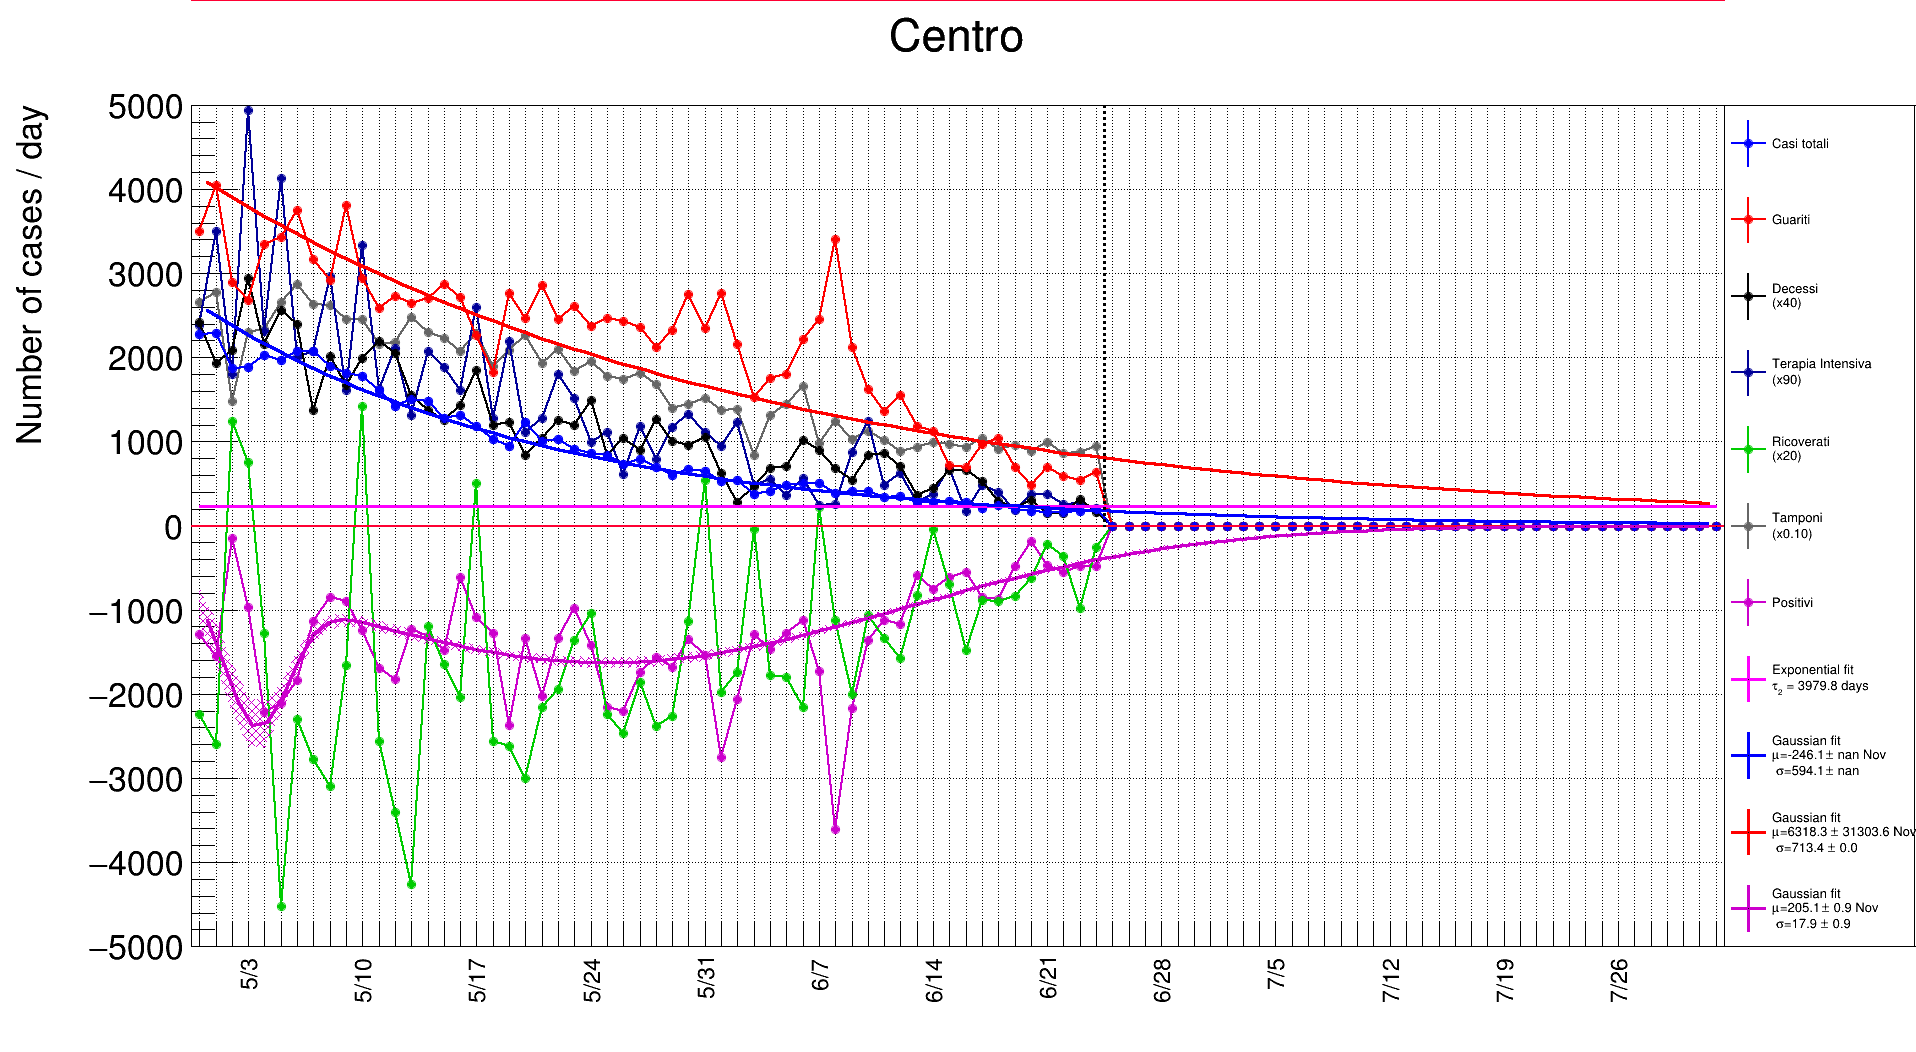 Centro
Number of cases / day
5000
4000
3000
2000
1000
0
−1000
−2000
−3000
−4000
−5000
5/3
5/10
5/17
5/24
5/31
6/7
6/14
6/21
6/28
7/5
7/12
7/19
7/26
Casi totali
Guariti
Decessi
(x40)
Terapia Intensiva
(x90)
Ricoverati
(x20)
Tamponi
(x0.10)
Positivi
Exponential fit
τ₂ = 3979.8 days
Gaussian fit
μ=-246.1± nan Nov
σ=594.1± nan
Gaussian fit
μ=6318.3 ± 31303.6 Nov
σ=713.4 ± 0.0
Gaussian fit
μ=205.1± 0.9 Nov
σ=17.9 ± 0.9